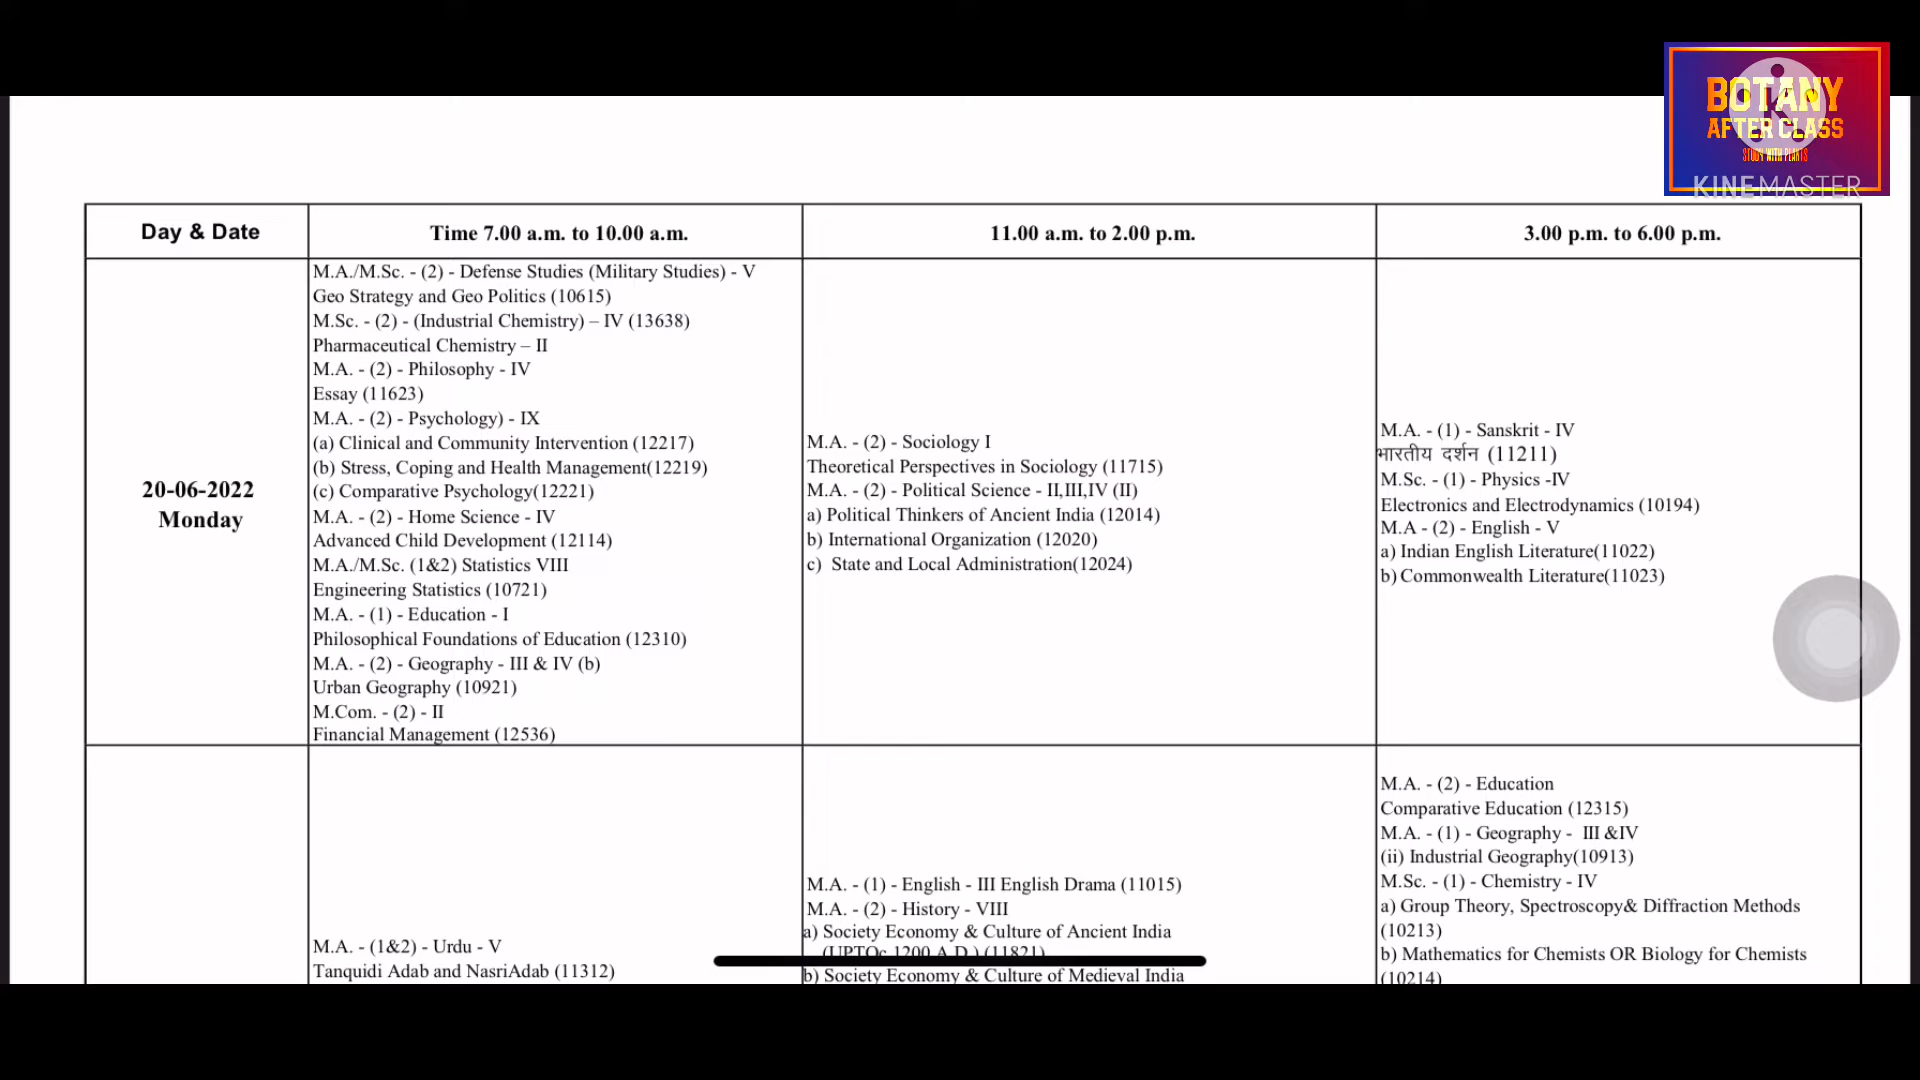 BOTANY
AFTER CLASS
STUDY WITH PLANTS
KINEMASTER
Day & Date
Time 7.00 a.m. to 10.00 a.m.
11.00 a.m. to 2.00 p.m.
3.00 p.m. to 6.00 p.m.
20-06-2022
Monday
M.A./M.Sc. - (2) - Defense Studies (Military Studies) - V
Geo Strategy and Geo Politics (10615)
M.Sc. - (2) - (Industrial Chemistry) – IV (13638)
Pharmaceutical Chemistry – II
M.A. - (2) - Philosophy - IV
Essay (11623)
M.A. - (2) - Psychology) - IX
(a) Clinical and Community Intervention (12217)
(b) Stress, Coping and Health Management(12219)
(c) Comparative Psychology(12221)
M.A. - (2) - Home Science - IV
Advanced Child Development (12114)
M.A./M.Sc. (1&2) Statistics VIII
Engineering Statistics (10721)
M.A. - (1) - Education - I
Philosophical Foundations of Education (12310)
M.A. - (2) - Geography - III & IV (b)
Urban Geography (10921)
M.Com. - (2) - II
Financial Management (12536)
M.A. - (2) - Sociology I
Theoretical Perspectives in Sociology (11715)
M.A. - (2) - Political Science - II,III,IV (II)
a) Political Thinkers of Ancient India (12014)
b) International Organization (12020)
c) State and Local Administration(12024)
M.A. - (1) - Sanskrit - IV
भारतीय दर्शन (11211)
M.Sc. - (1) - Physics -IV
Electronics and Electrodynamics (10194)
M.A - (2) - English - V
a) Indian English Literature(11022)
b) Commonwealth Literature(11023)
M.A. - (1&2) - Urdu - V
Tanquidi Adab and NasriAdab (11312)
M.A. - (1) - English - III English Drama (11015)
M.A. - (2) - History - VIII
a) Society Economy & Culture of Ancient India
(UPTOc 1200 A.D.) (11821)
b) Society Economy & Culture of Medieval India
M.A. - (2) - Education
Comparative Education (12315)
M.A. - (1) - Geography - III &IV
(ii) Industrial Geography(10913)
M.Sc. - (1) - Chemistry - IV
a) Group Theory, Spectroscopy& Diffraction Methods
(10213)
b) Mathematics for Chemists OR Biology for Chemists
(10214)